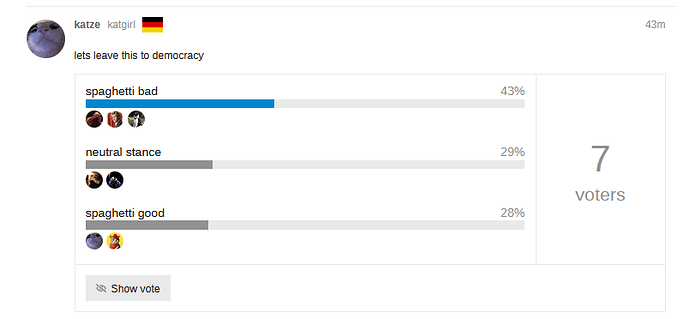 katze katgirl 43m
lets leave this to democracy
spaghetti bad 43%
neutral stance 29%
spaghetti good 28%
7
voters
Show vote